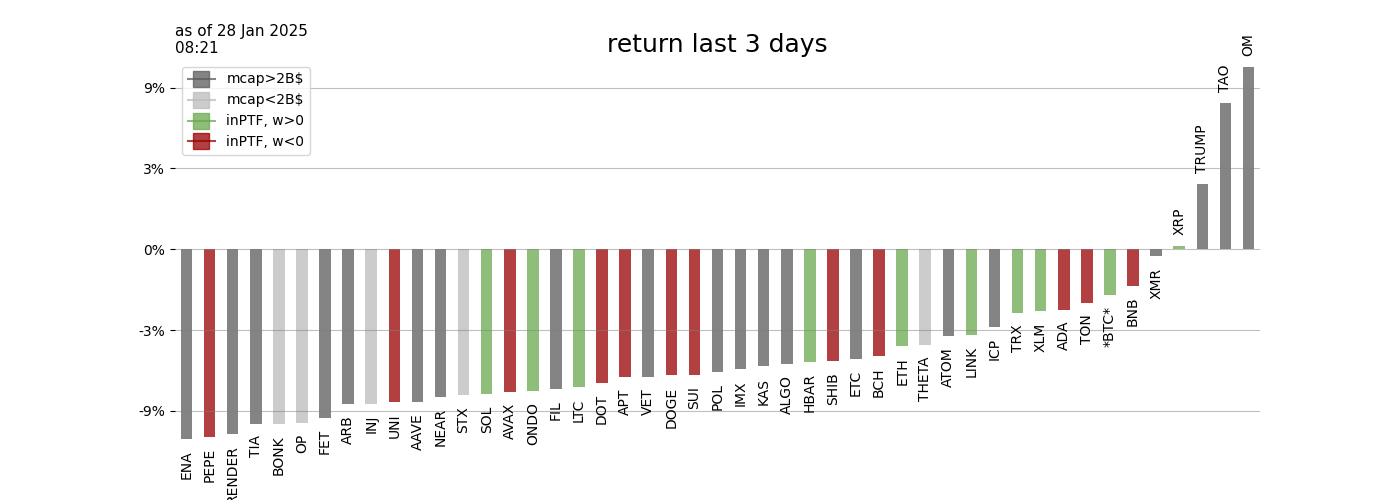 as of 28 Jan 2025
08:21
return last 3 days
mcap>2B$
mcap<2B$
inPTF, w>0
inPTF, w<0
9%
3%
0%
-3%
-9%
ENA
PEPE
RENDER
TIA
BONK
OP
FET
ARB
INJ
UNI
AAVE
NEAR
STX
SOL
AVAX
ONDO
FIL
LTC
DOT
APT
VET
DOGE
SUI
POL
IMX
KAS
ALGO
HBAR
SHIB
ETC
BCH
ETH
THETA
ATOM
LINK
ICP
TRX
XLM
ADA
TON
*BTC*
BNB
XMR
XRP
TRUMP
TAO
OM